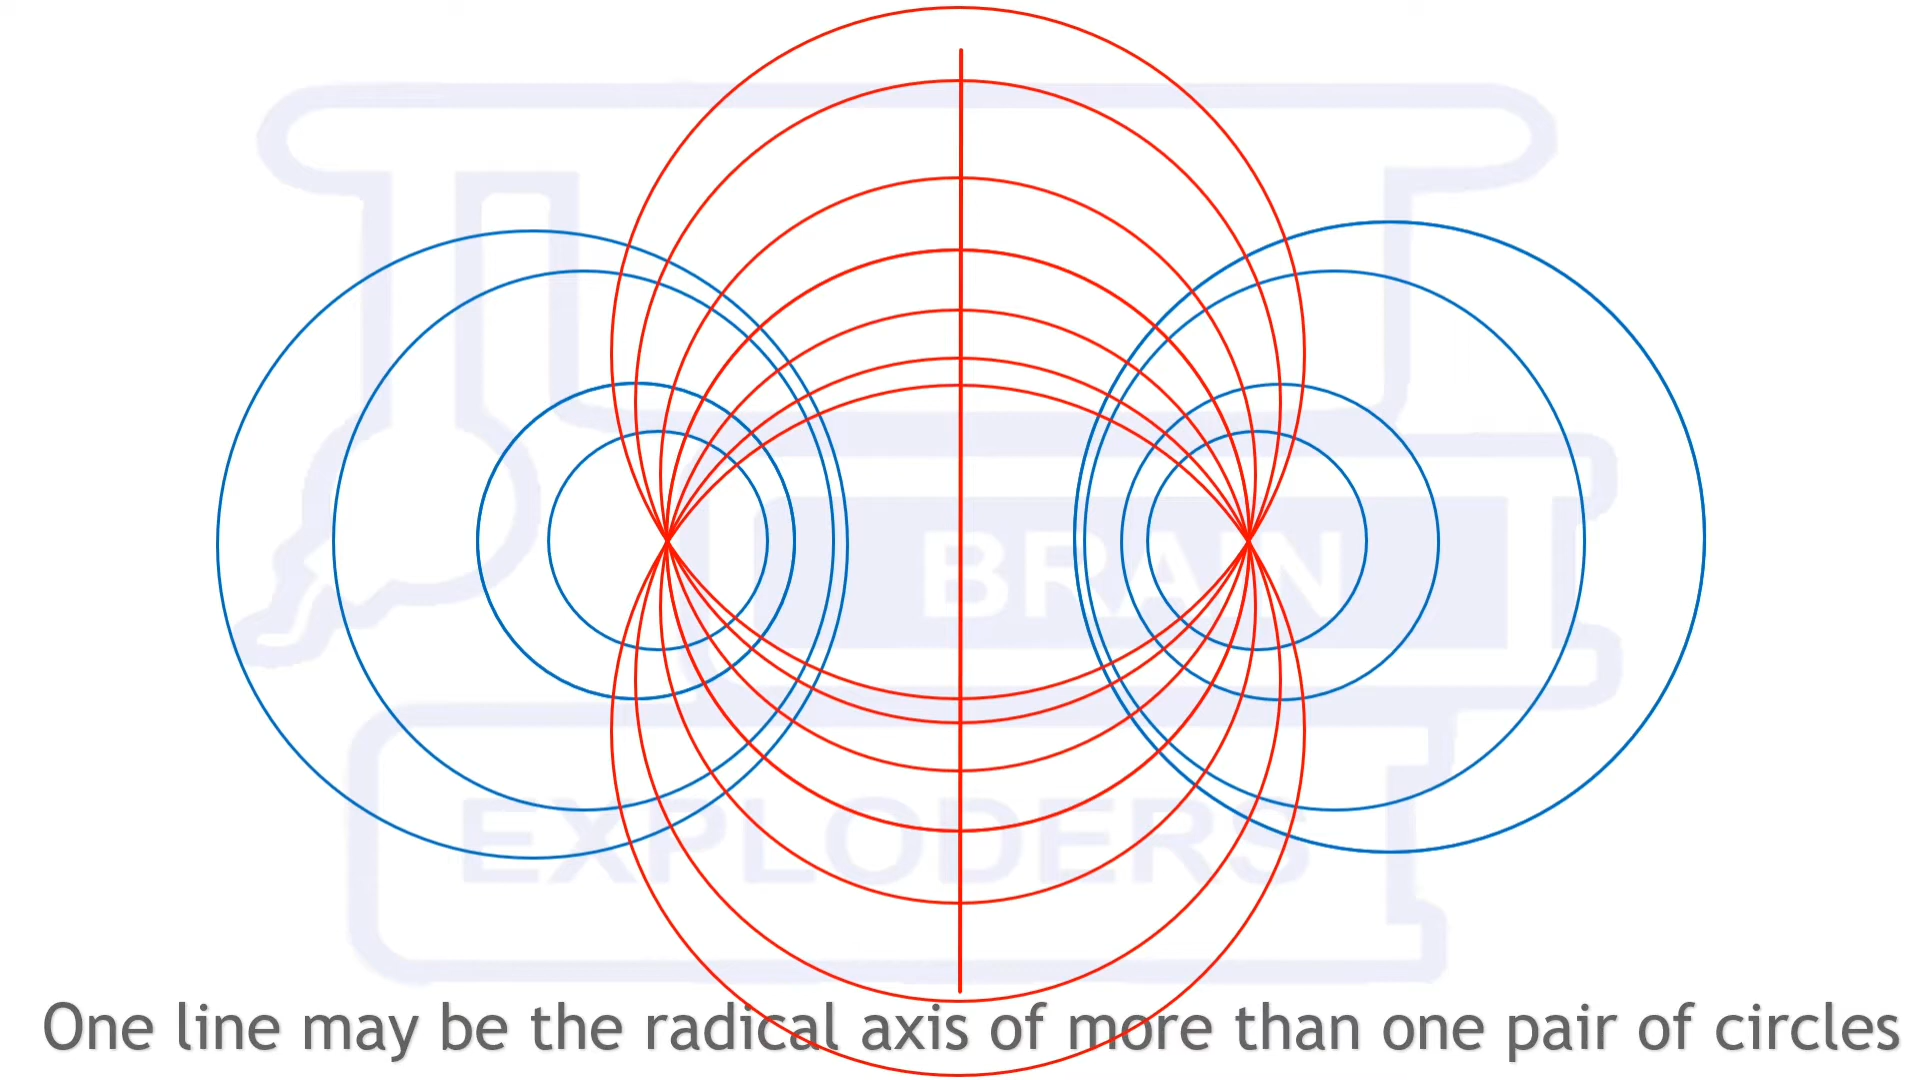 BRAIN
EXPLODERS
One line may be the radical axis of more than one pair of circles